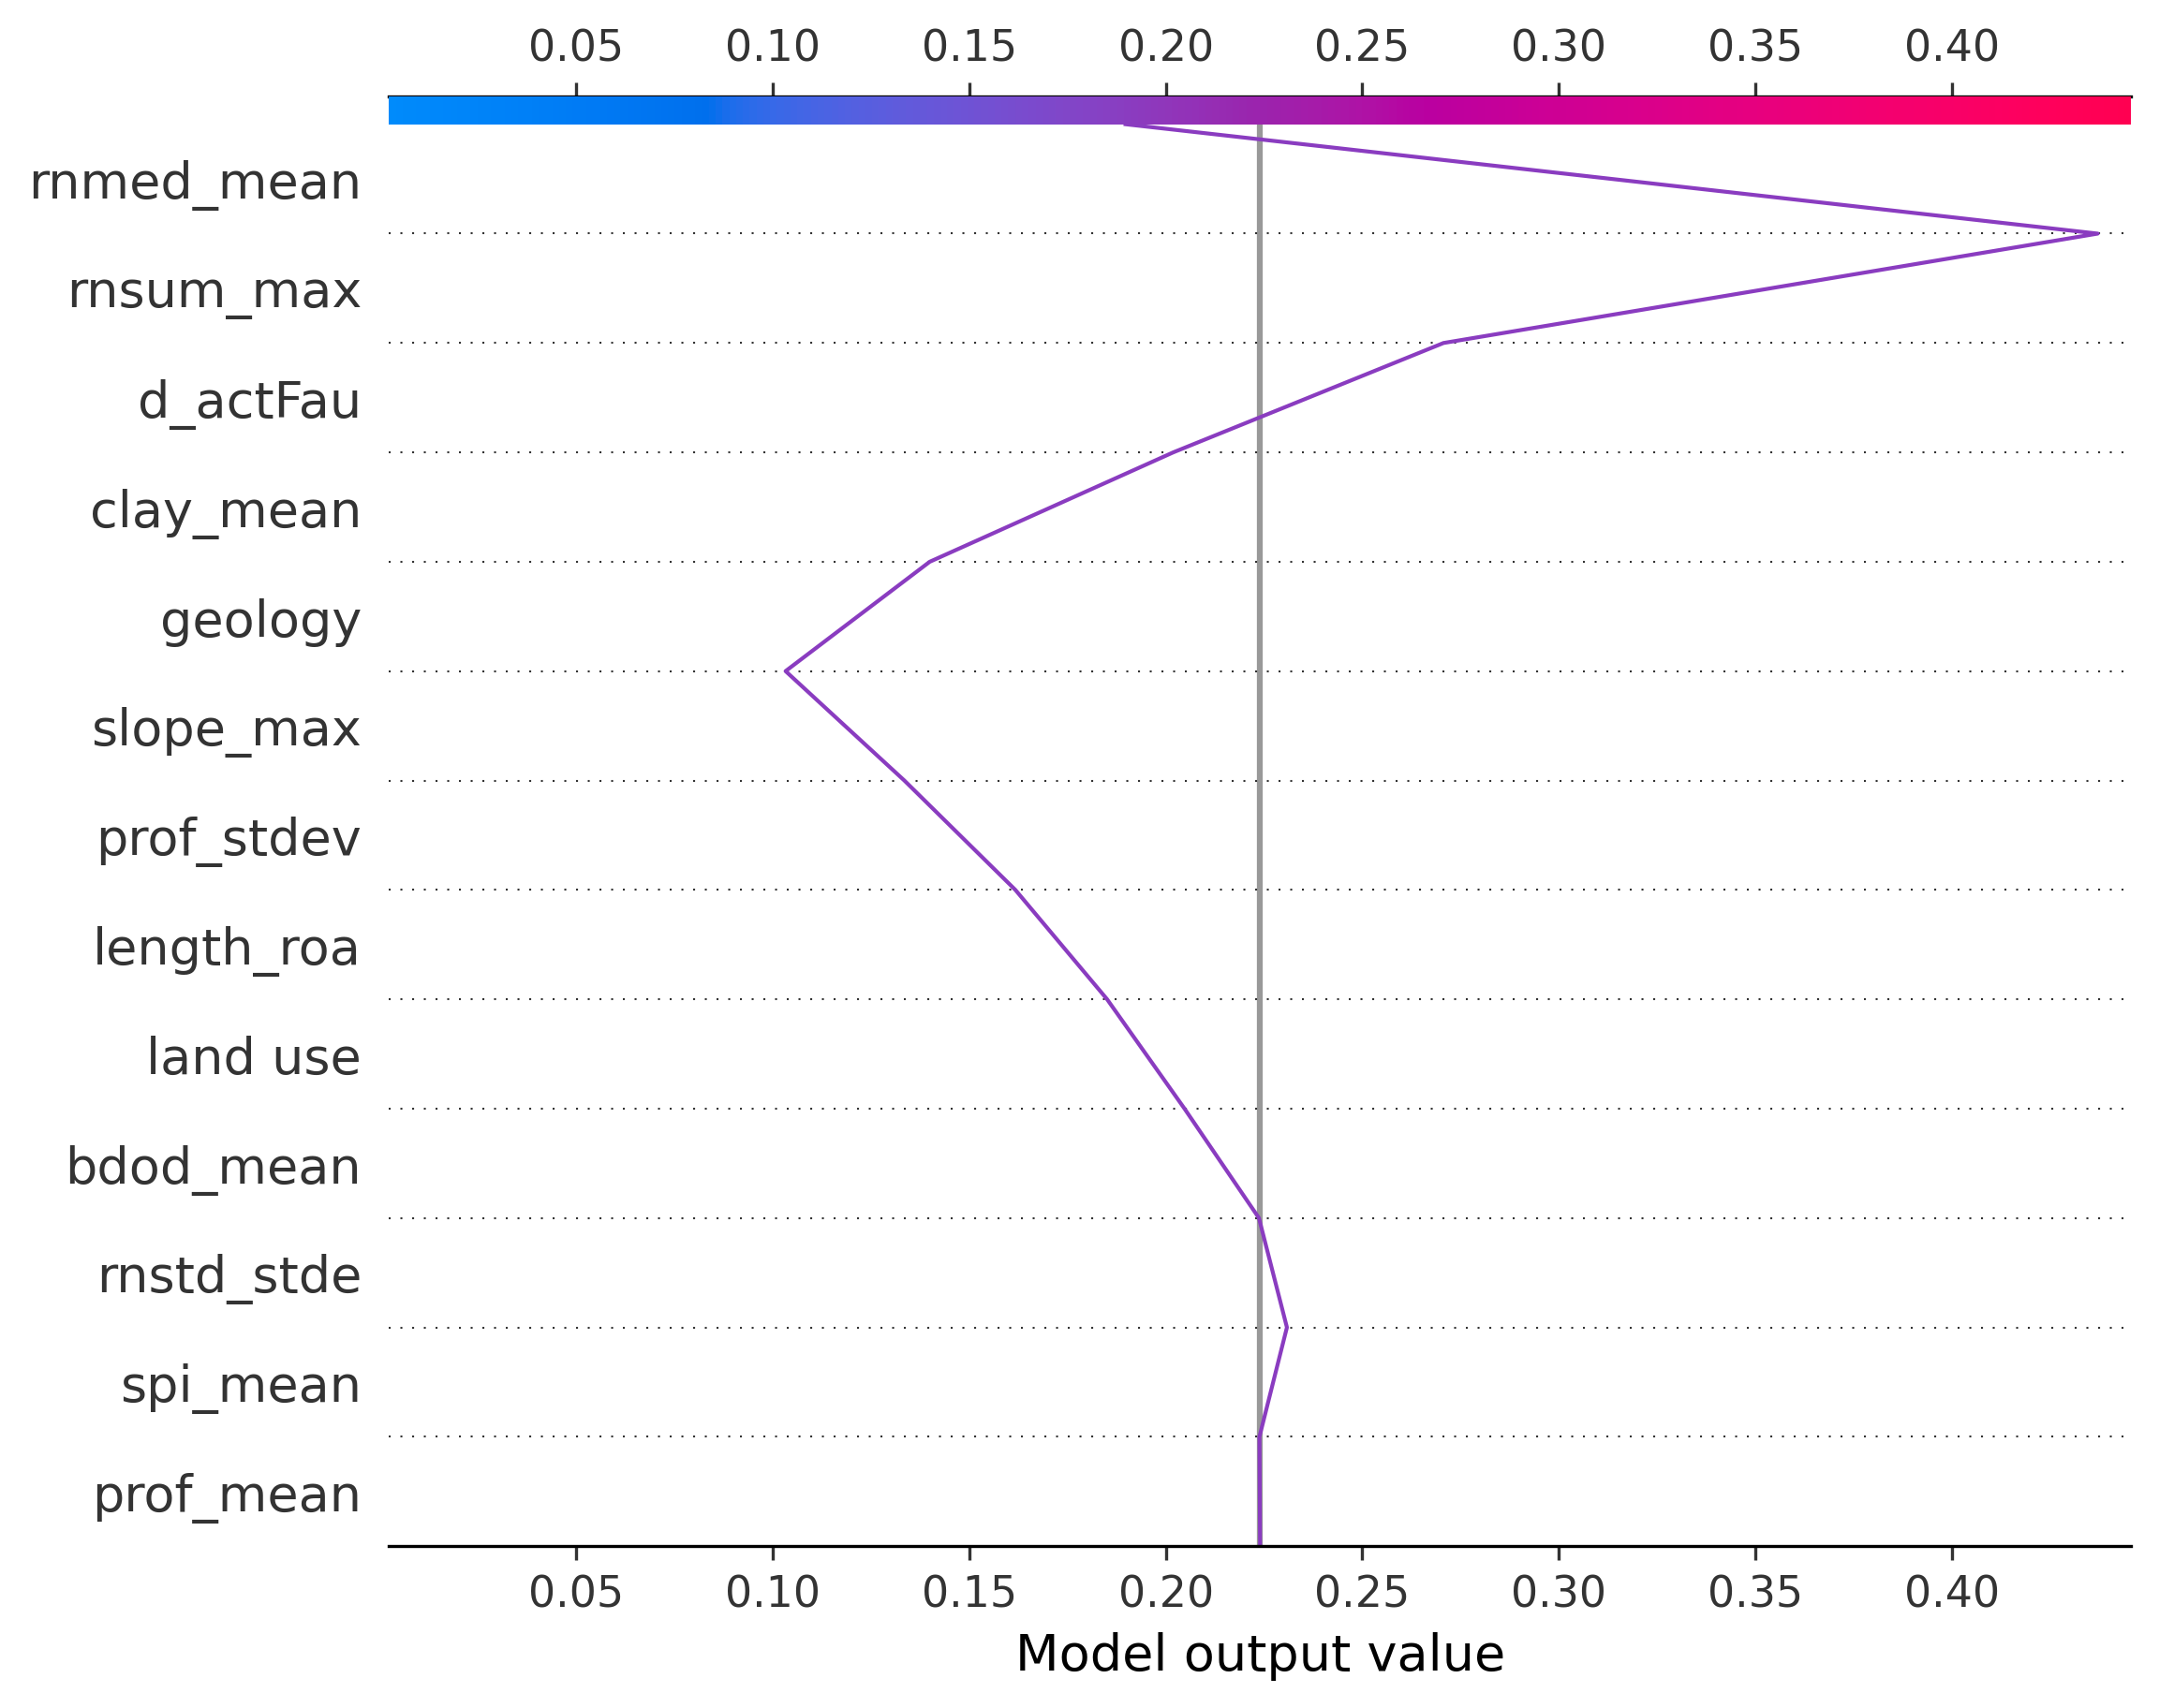 0.05 0.10 0.15 0.20 0.25 0.30 0.35 0.40
rnmed_mean
rnsum_max
d_actFau
clay_mean
geology
slope_max
prof_stdev
length_roa
land use
bdod_mean
rnstd_stde
spi_mean
prof_mean
0.05 0.10 0.15 0.20 0.25 0.30 0.35 0.40
Model output value